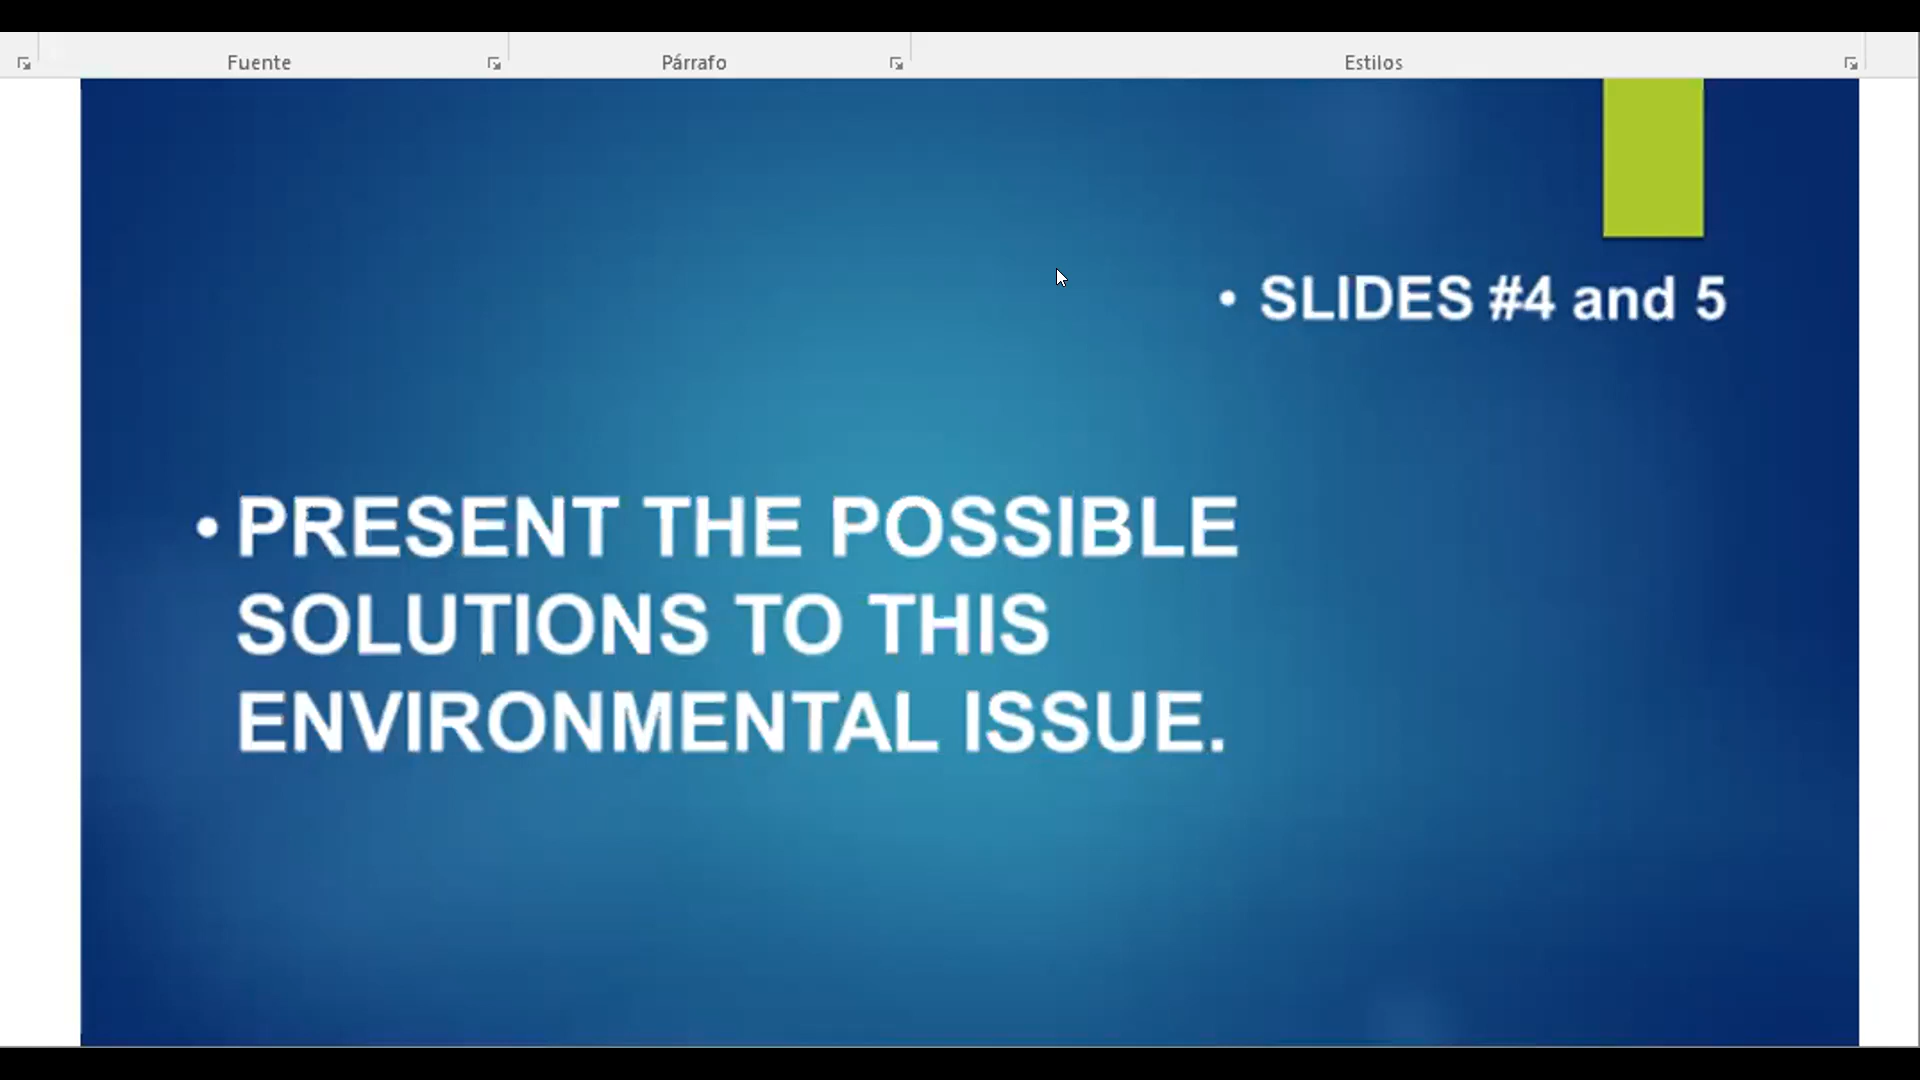 Fuente Párrafo Estilos
• SLIDES #4 and 5
• PRESENT THE POSSIBLE
SOLUTIONS TO THIS
ENVIRONMENTAL ISSUE.